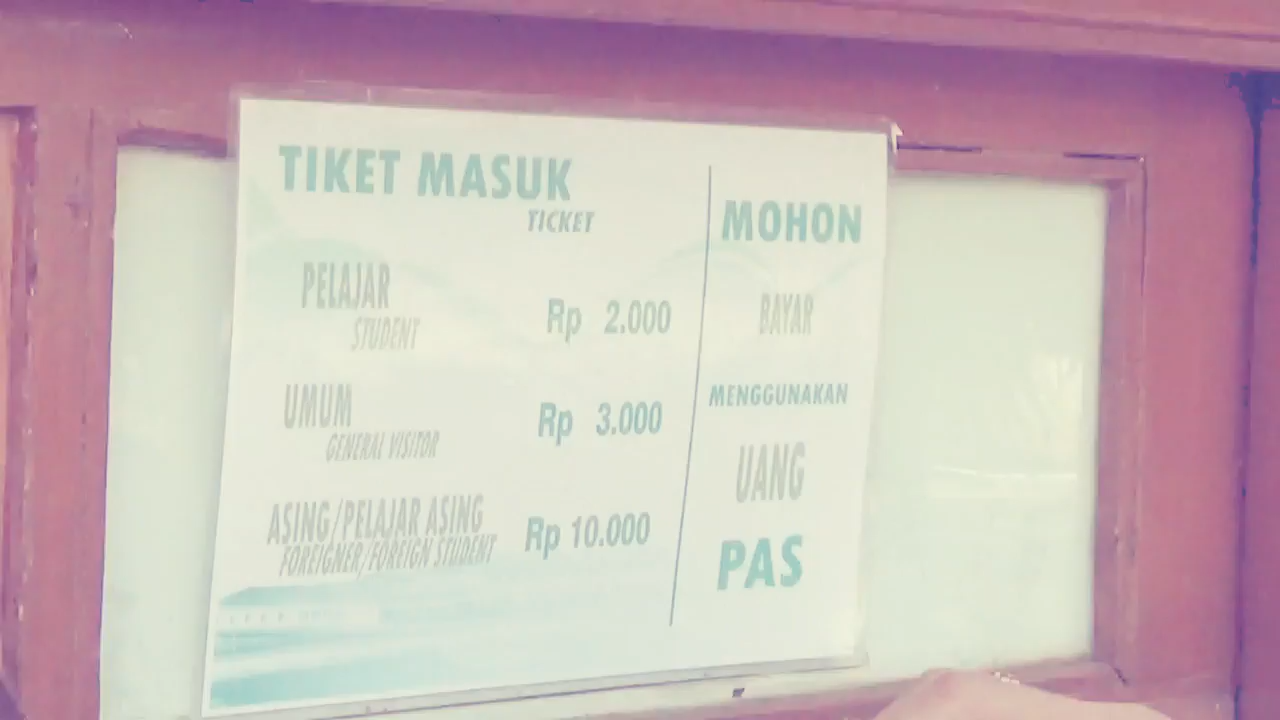 TIKET MASUK
TICKET
PELAJAR
STUDENT
Rp 2.000
UMUM
GENERAL VISITOR
Rp 3.000
ASING/PELAJAR ASING
FOREIGNER/FOREIGN STUDENT
Rp 10.000
MOHON
BAYAR
MENGGUNAKAN
UANG
PAS